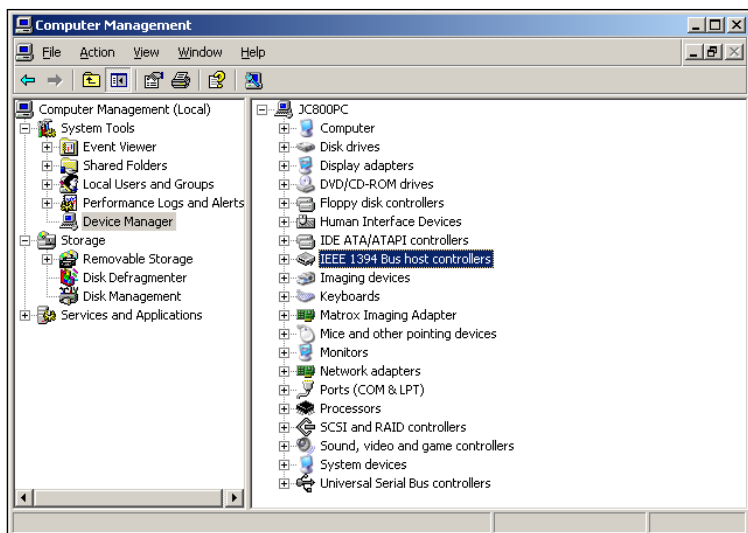 Computer Management
File Action View Window Help
Computer Management (Local)
System Tools
Event Viewer
Shared Folders
Local Users and Groups
Performance Logs and Alerts
Device Manager
Storage
Removable Storage
Disk Defragmenter
Disk Management
Services and Applications
JC800PC
Computer
Disk drives
Display adapters
DVD/CD-ROM drives
Floppy disk controllers
Human Interface Devices
IDE ATA/ATAPI controllers
IEEE 1394 Bus host controllers
Imaging devices
Keyboards
Matrox Imaging Adapter
Mice and other pointing devices
Monitors
Network adapters
Ports (COM & LPT)
Processors
SCSI and RAID controllers
Sound, video and game controllers
System devices
Universal Serial Bus controllers